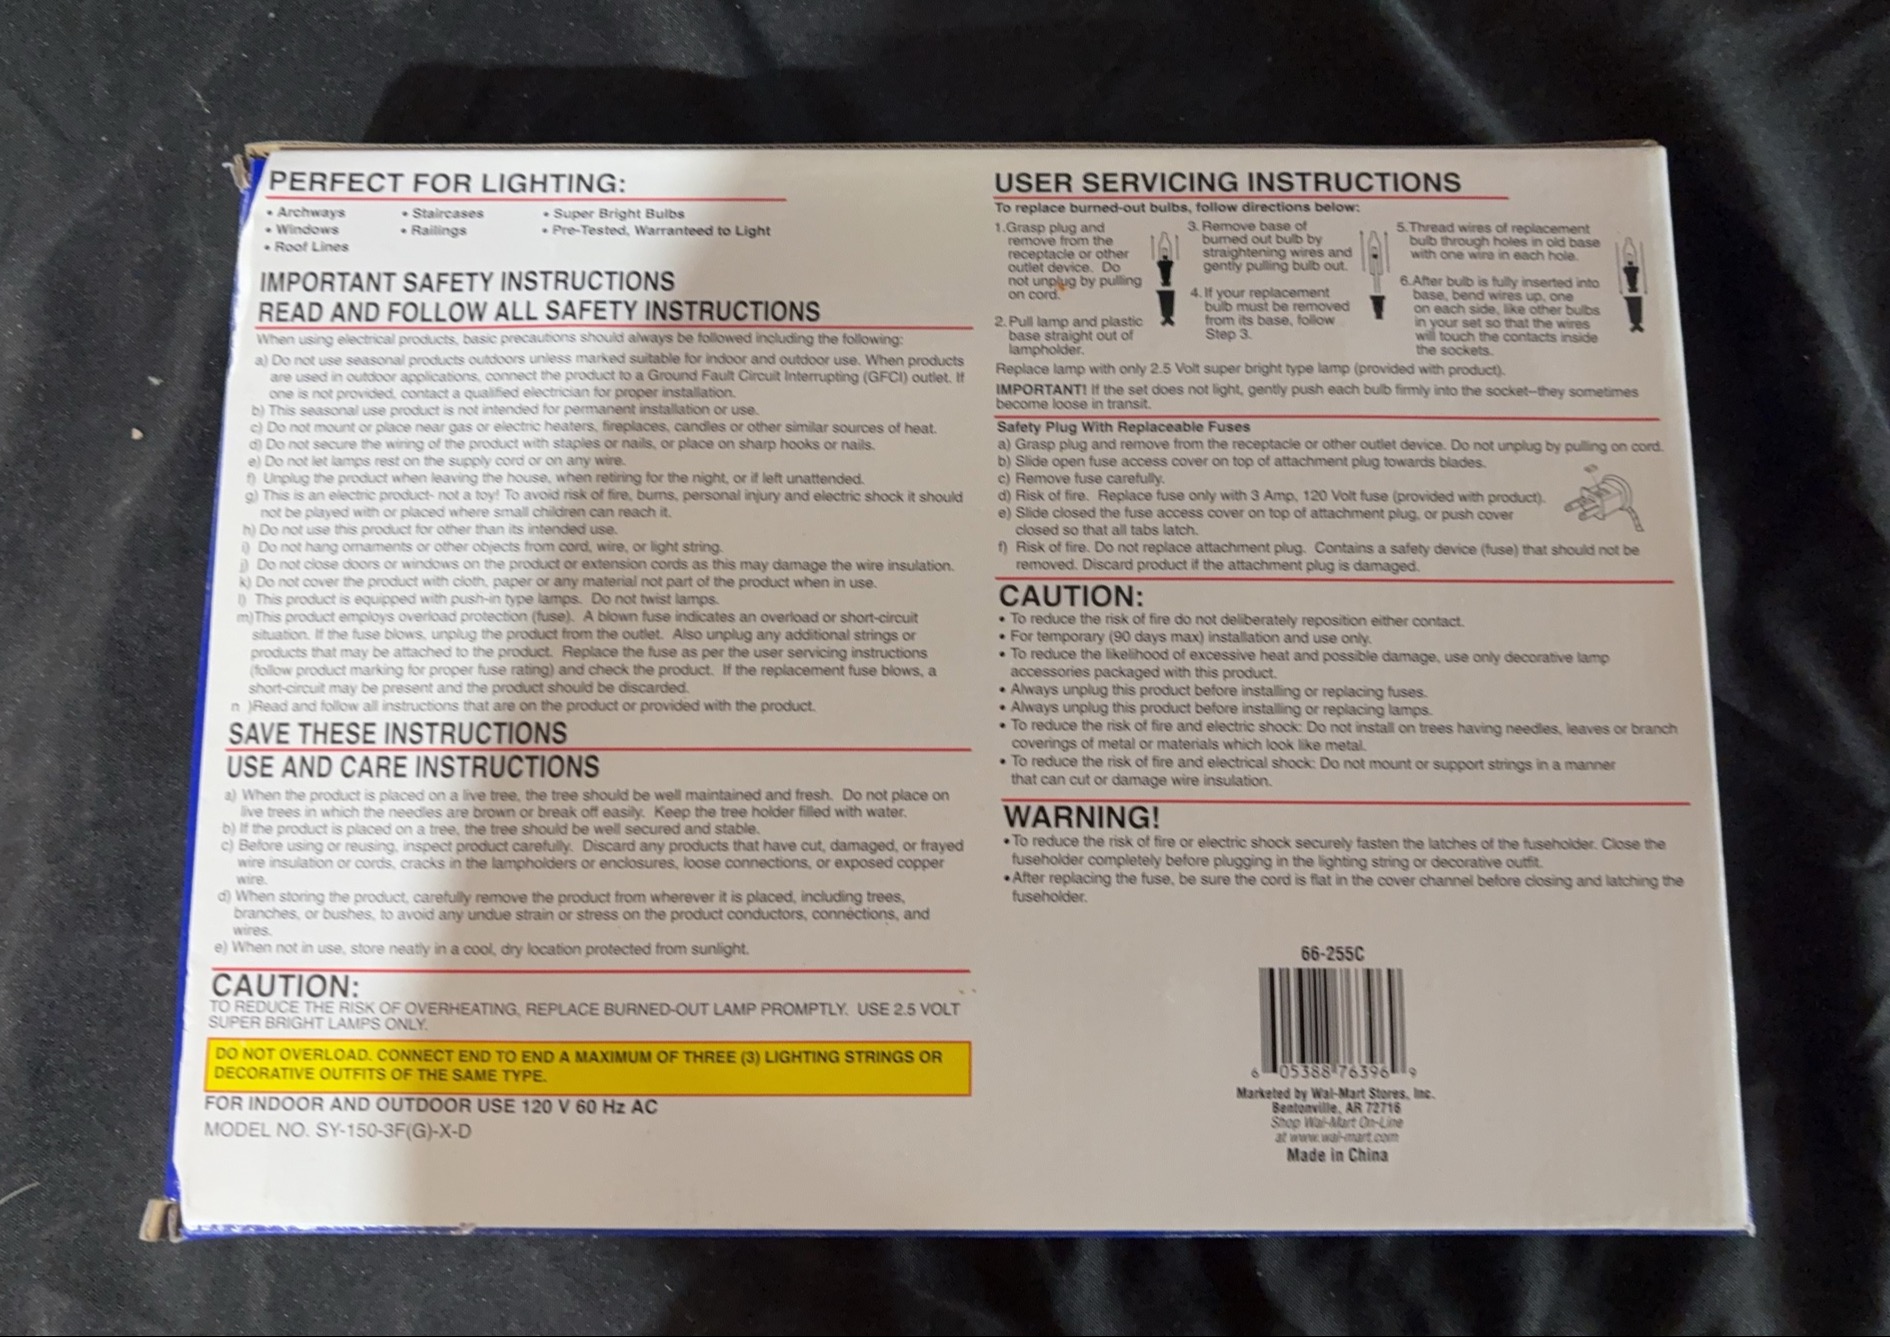 PERFECT FOR LIGHTING:
• Archways • Staircases • Super Bright Bulbs
• Windows • Railings • Pre-Tested, Warranteed to Light
• Roof Lines
IMPORTANT SAFETY INSTRUCTIONS
READ AND FOLLOW ALL SAFETY INSTRUCTIONS
When using electrical products, basic precautions should always be followed including the following:
a) Do not use seasonal products outdoors unless marked suitable for indoor and outdoor use. When products
are used in outdoor applications, connect the product to a Ground Fault Circuit Interrupting (GFCI) outlet. If
one is not provided, contact a qualified electrician for proper installation.
b) This seasonal use product is not intended for permanent installation or use.
c) Do not mount or place near gas or electric heaters, fireplaces, candles or other similar sources of heat.
d) Do not secure the wiring of the product with staples or nails, or place on sharp hooks or nails.
e) Do not let lamps rest on the supply cord or on any wire.
f) Unplug the product when leaving the house, when retiring for the night, or if left unattended.
g) This is an electric product- not a toy! To avoid risk of fire, burns, personal injury and electric shock it should
not be played with or placed where small children can reach it.
h) Do not use this product for other than its intended use.
i) Do not hang ornaments or other objects from cord, wire, or light string.
j) Do not close doors or windows on the product or extension cords as this may damage the wire insulation.
k) Do not cover the product with cloth, paper or any material not part of the product when in use.
l) This product is equipped with push-in type lamps. Do not twist lamps.
m)This product employs overload protection (fuse). A blown fuse indicates an overload or short-circuit
situation. If the fuse blows, unplug the product from the outlet. Also unplug any additional strings or
products that may be attached to the product. Replace the fuse as per the user servicing instructions
(follow product marking for proper fuse rating) and check the product. If the replacement fuse blows, a
short-circuit may be present and the product should be discarded.
n )Read and follow all instructions that are on the product or provided with the product.
SAVE THESE INSTRUCTIONS
USE AND CARE INSTRUCTIONS
a) When the product is placed on a live tree, the tree should be well maintained and fresh. Do not place on
live trees in which the needles are brown or break off easily. Keep the tree holder filled with water.
b) If the product is placed on a tree, the tree should be well secured and stable.
c) Before using or reusing, inspect product carefully. Discard any products that have cut, damaged, or frayed
wire insulation or cords, cracks in the lampholders or enclosures, loose connections, or exposed copper
wire.
d) When storing the product, carefully remove the product from wherever it is placed, including trees,
branches, or bushes, to avoid any undue strain or stress on the product conductors, connections, and
wires.
e) When not in use, store neatly in a cool, dry location protected from sunlight.
CAUTION:
TO REDUCE THE RISK OF OVERHEATING, REPLACE BURNED-OUT LAMP PROMPTLY. USE 2.5 VOLT
SUPER BRIGHT LAMPS ONLY.
DO NOT OVERLOAD. CONNECT END TO END A MAXIMUM OF THREE (3) LIGHTING STRINGS OR
DECORATIVE OUTFITS OF THE SAME TYPE.
FOR INDOOR AND OUTDOOR USE 120 V 60 Hz AC
MODEL NO. SY-150-3F(G)-X-D
USER SERVICING INSTRUCTIONS
To replace burned-out bulbs, follow directions below:
1.Grasp plug and
remove from the
receptacle or other
outlet device. Do
not unplug by pulling
on cord.
2.Pull lamp and plastic
base straight out of
lampholder.
3. Remove base of
burned out bulb by
straightening wires and
gently pulling bulb out.
4. If your replacement
bulb must be removed
from its base, follow
Step 3.
5.Thread wires of replacement
bulb through holes in old base
with one wire in each hole.
6.After bulb is fully inserted into
base, bend wires up, one
on each side, like other bulbs
in your set so that the wires
will touch the contacts inside
the sockets.
Replace lamp with only 2.5 Volt super bright type lamp (provided with product).
IMPORTANT! If the set does not light, gently push each bulb firmly into the socket--they sometimes
become loose in transit.
Safety Plug With Replaceable Fuses
a) Grasp plug and remove from the receptacle or other outlet device. Do not unplug by pulling on cord.
b) Slide open fuse access cover on top of attachment plug towards blades.
c) Remove fuse carefully.
d) Risk of fire. Replace fuse only with 3 Amp, 120 Volt fuse (provided with product).
e) Slide closed the fuse access cover on top of attachment plug, or push cover
closed so that all tabs latch.
f) Risk of fire. Do not replace attachment plug. Contains a safety device (fuse) that should not be
removed. Discard product if the attachment plug is damaged.
CAUTION:
• To reduce the risk of fire do not deliberately reposition either contact.
• For temporary (90 days max) installation and use only.
• To reduce the likelihood of excessive heat and possible damage, use only decorative lamp
accessories packaged with this product.
• Always unplug this product before installing or replacing fuses.
• Always unplug this product before installing or replacing lamps.
• To reduce the risk of fire and electric shock: Do not install on trees having needles, leaves or branch
coverings of metal or materials which look like metal.
• To reduce the risk of fire and electrical shock: Do not mount or support strings in a manner
that can cut or damage wire insulation.
WARNING!
• To reduce the risk of fire or electric shock securely fasten the latches of the fuseholder. Close the
fuseholder completely before plugging in the lighting string or decorative outfit.
• After replacing the fuse, be sure the cord is flat in the cover channel before closing and latching the
fuseholder.
66-255C
6 05388 76396 9
Marketed by Wal-Mart Stores, Inc.
Bentonville, AR 72716
Shop Wal-Mart On-Line
at www.wal-mart.com
Made in China